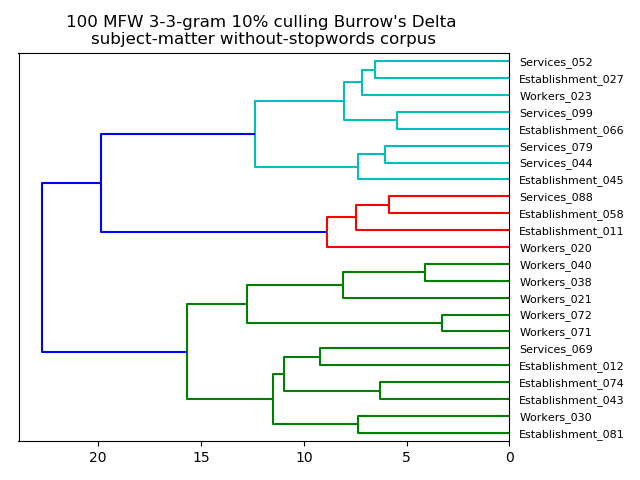 100 MFW 3-3-gram 10% culling Burrow's Delta
subject-matter without-stopwords corpus
Services_052
Establishment_027
Workers_023
Services_099
Establishment_066
Services_079
Services_044
Establishment_045
Services_088
Establishment_058
Establishment_011
Workers_020
Workers_040
Workers_038
Workers_021
Workers_072
Workers_071
Services_069
Establishment_012
Establishment_074
Establishment_043
Workers_030
Establishment_081
20 15 10 5 0